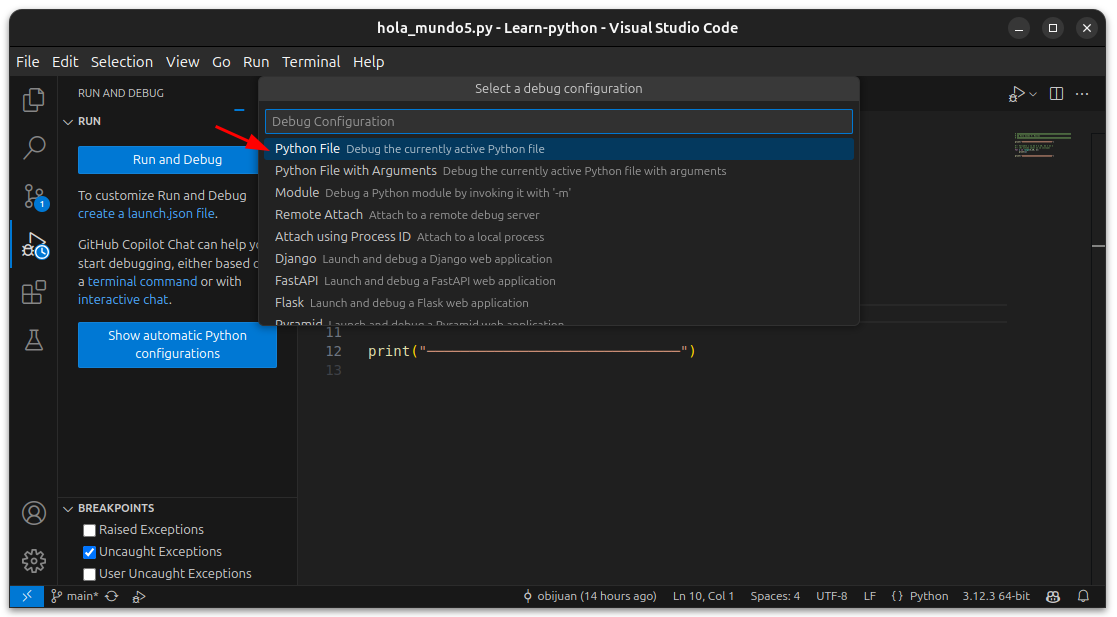 hola_mundo5.py - Learn-python - Visual Studio Code
File Edit Selection View Go Run Terminal Help
RUN AND DEBUG
RUN
Run and Debug
To customize Run and Debug
create a launch.json file.
GitHub Copilot Chat can help
start debugging, either based
a terminal command or with
interactive chat.
Show automatic Python
configurations
Select a debug configuration
Debug Configuration
Python File Debug the currently active Python file
Python File with Arguments Debug the currently active Python file with arguments
Module Debug a Python module by invoking it with '-m'
Remote Attach Attach to a remote debug server
Attach using Process ID Attach to a local process
Django Launch and debug a Django web application
FastAPI Launch and debug a FastAPI web application
Flask Launch and debug a Flask web application
Pyramid Launch and debug a Pyramid web application
11
12 print("────────────────────────────")
13
BREAKPOINTS
Raised Exceptions
Uncaught Exceptions
User Uncaught Exceptions
1
main* obijuan (14 hours ago) Ln 10, Col 1 Spaces: 4 UTF-8 LF {} Python 3.12.3 64-bit